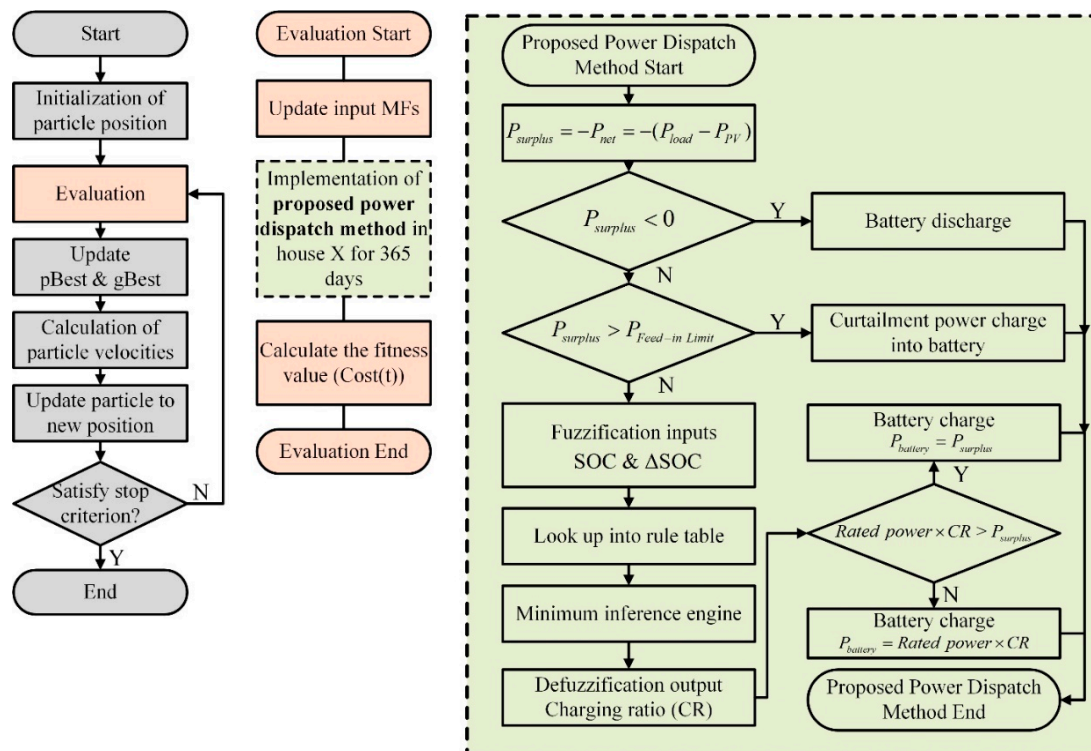 Start
Initialization of
particle position
Evaluation
Update
pBest & gBest
Calculation of
particle velocities
Update particle to
new position
Satisfy stop
criterion?
N
Y
End
Evaluation Start
Update input MFs
Implementation of
proposed power
dispatch method in
house X for 365
days
Calculate the fitness
value (Cost(t))
Evaluation End
Proposed Power Dispatch
Method Start
P_surplus = −P_net = −(P_load − P_PV)
P_surplus < 0
Y
Battery discharge
N
P_surplus > P_Feed−in Limit
Y
Curtailment power charge
into battery
N
Fuzzification inputs
SOC & ΔSOC
Look up into rule table
Minimum inference engine
Defuzzification output
Charging ratio (CR)
Battery charge
P_battery = P_surplus
Y
Rated power × CR > P_surplus
N
Battery charge
P_battery = Rated power × CR
Proposed Power Dispatch
Method End